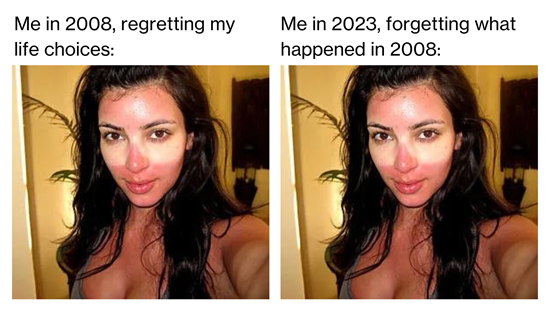 Me in 2008, regretting my
life choices:
Me in 2023, forgetting what
happened in 2008: